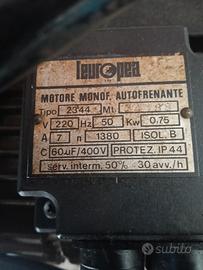 leuropea
MOTORE MONOF. AUTOFRENANTE
Tipo 2344 Mt
V 220 Hz 50 Kw 0.75
A 7 n 1380 ISOL. B
C 60µF/400V PROTEZ. IP 44
serv. interm. 50% 30 avv./h
subito